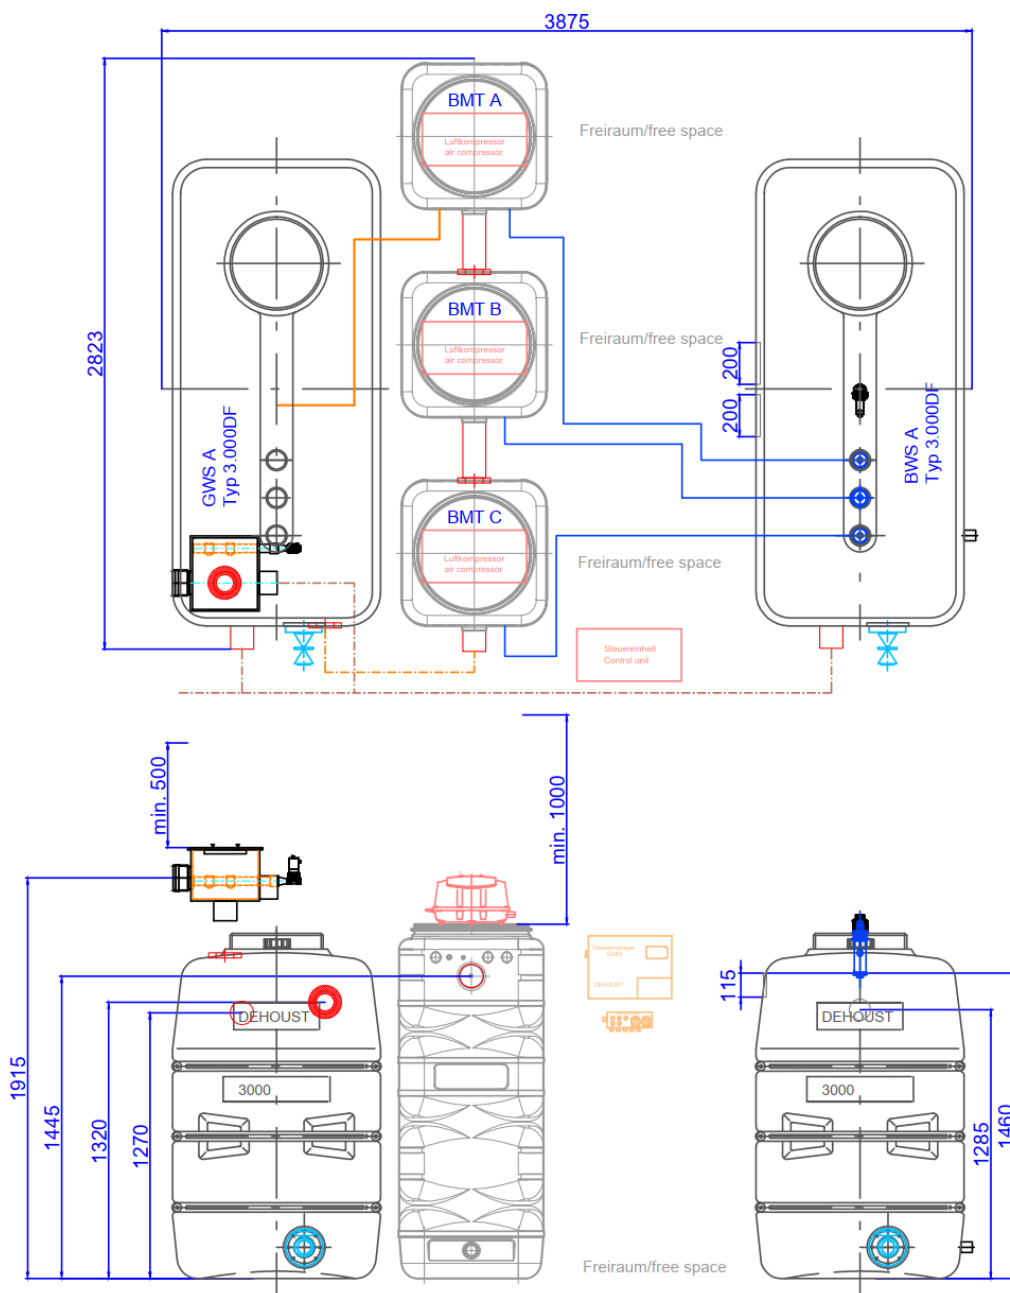 3875
BMT A
Luftkompressor
air compressor
Freiraum/free space
2823
BMT B
Luftkompressor
air compressor
Freiraum/free space
200
200
GWS A
Typ 3.000DF
BWS A
Typ 3.000DF
BMT C
Luftkompressor
air compressor
Freiraum/free space
Steuereinheit
Control unit
min. 500
min. 1000
DEHOUST
115
DEHOUST
DEHOUST
3000
3000
1915
1445
1320
1270
1285
1460
Freiraum/free space